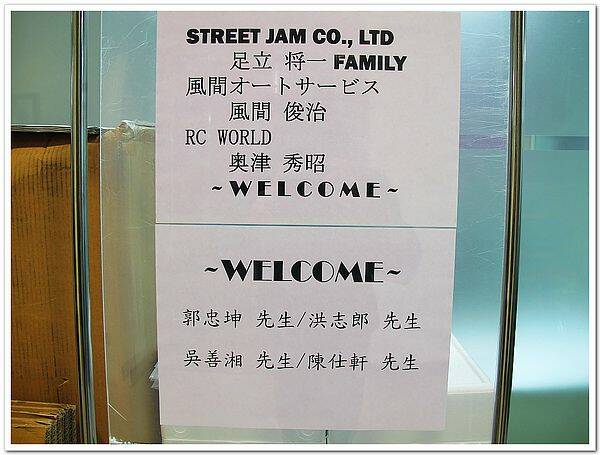 STREET JAM CO., LTD
足立 将一 FAMILY
風間オートサービス
風間 俊治
RC WORLD
奥津 秀昭
~WELCOME~
~WELCOME~
郭忠坤 先生/洪志郎 先生
吳善湘 先生/陳仕軒 先生